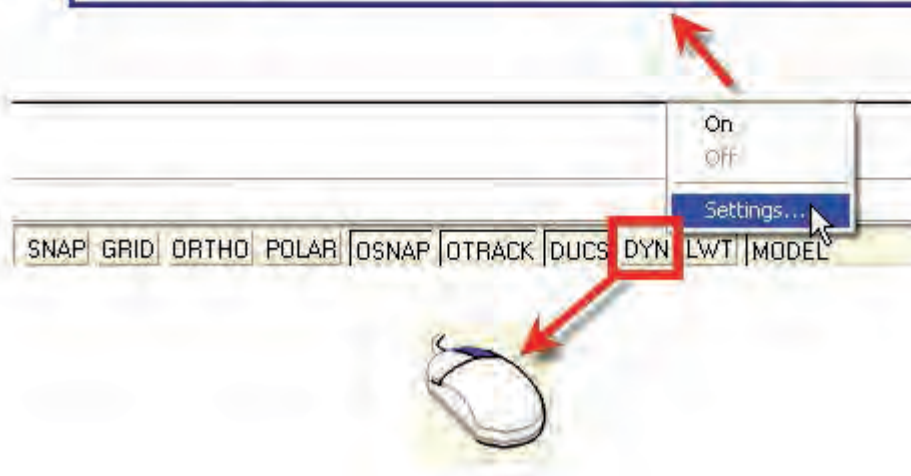 On
Off
Settings...
SNAP GRID ORTHO POLAR OSNAP OTRACK DUCS DYN LWT MODEL